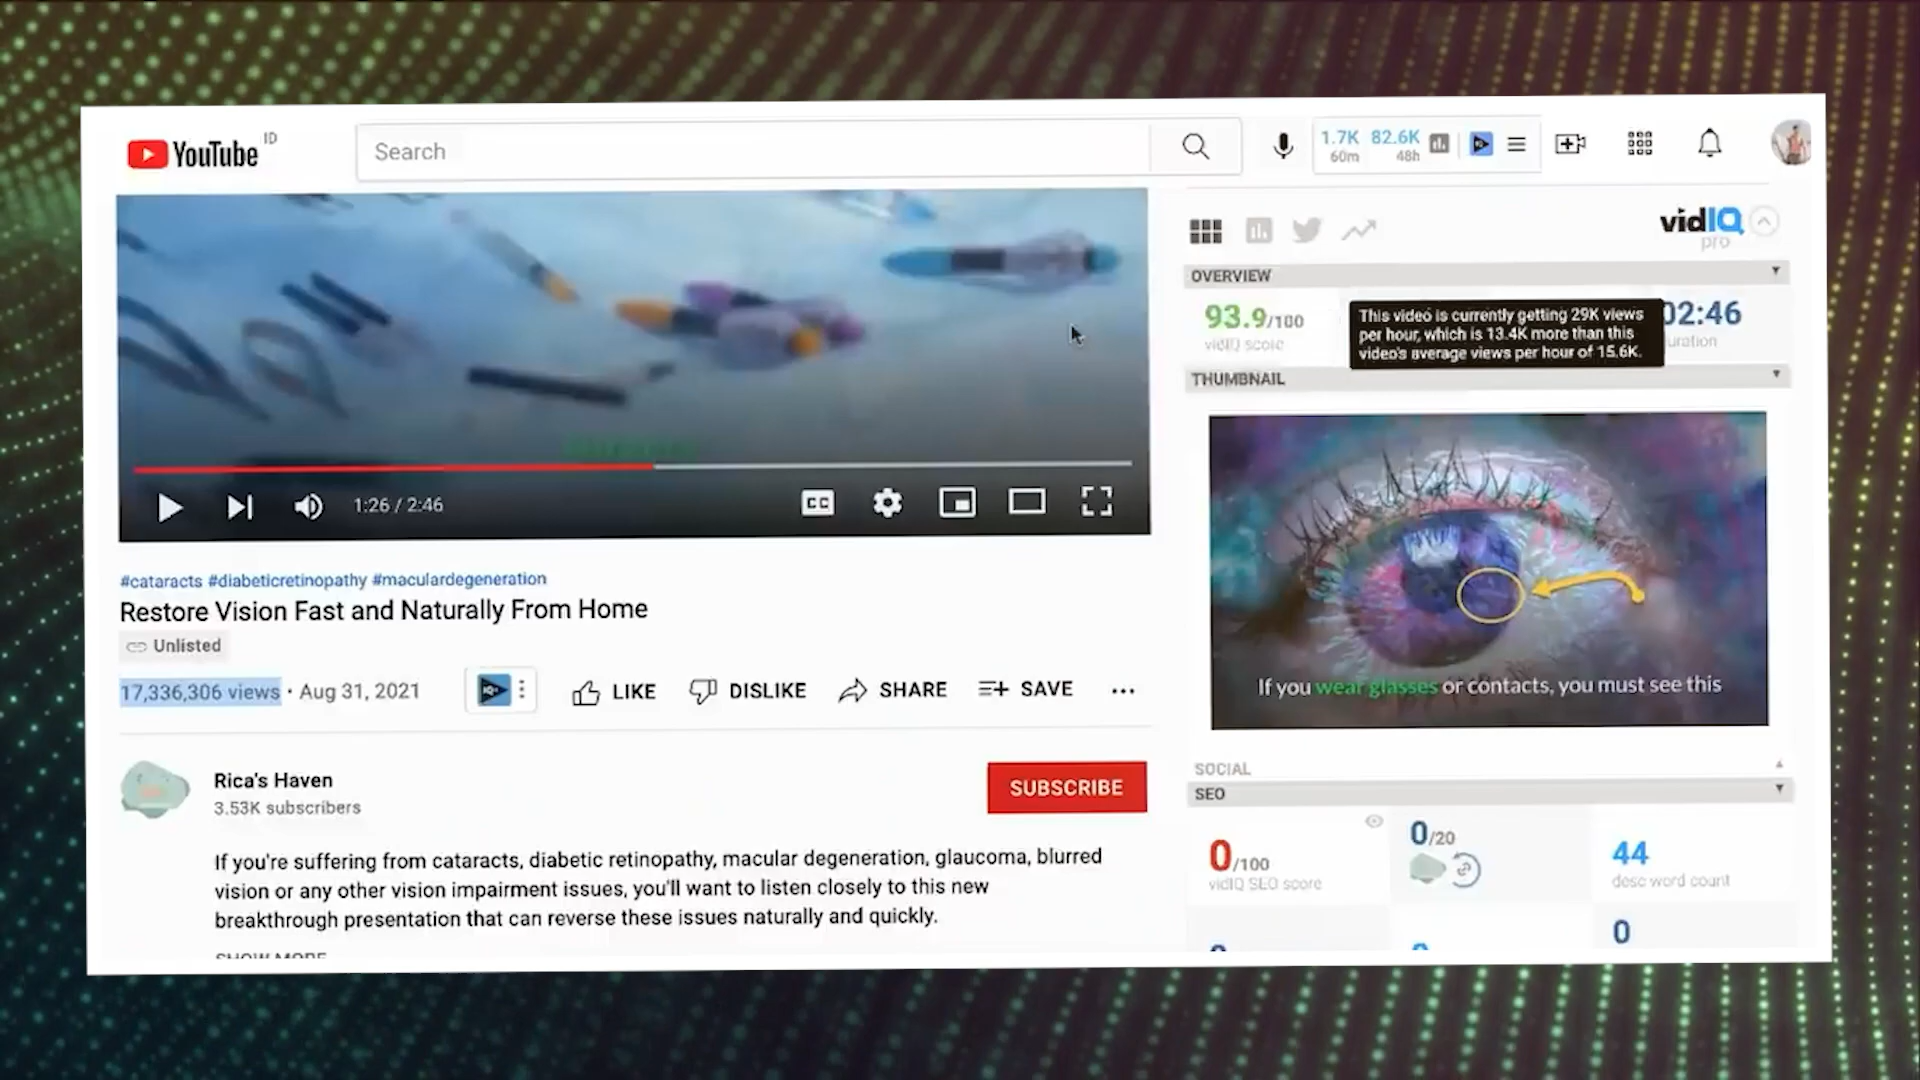 YouTube ID
Search
1.7K 82.6K
60m 48h
vidIQ
pro
OVERVIEW
93.9/100
vidIQ score
This video is currently getting 29K views
per hour, which is 13.4K more than this
video's average views per hour of 15.6K.
02:46
uration
THUMBNAIL
If you wear glasses or contacts, you must see this
1:26 / 2:46
CC
#cataracts #diabeticretinopathy #maculardegeneration
Restore Vision Fast and Naturally From Home
Unlisted
17,336,306 views • Aug 31, 2021
LIKE DISLIKE SHARE SAVE
Rica's Haven
3.53K subscribers
SUBSCRIBE
If you're suffering from cataracts, diabetic retinopathy, macular degeneration, glaucoma, blurred
vision or any other vision impairment issues, you'll want to listen closely to this new
breakthrough presentation that can reverse these issues naturally and quickly.
SHOW MORE
SOCIAL
SEO
0/100
vidIQ SEO score
0/20
44
desc word count
0